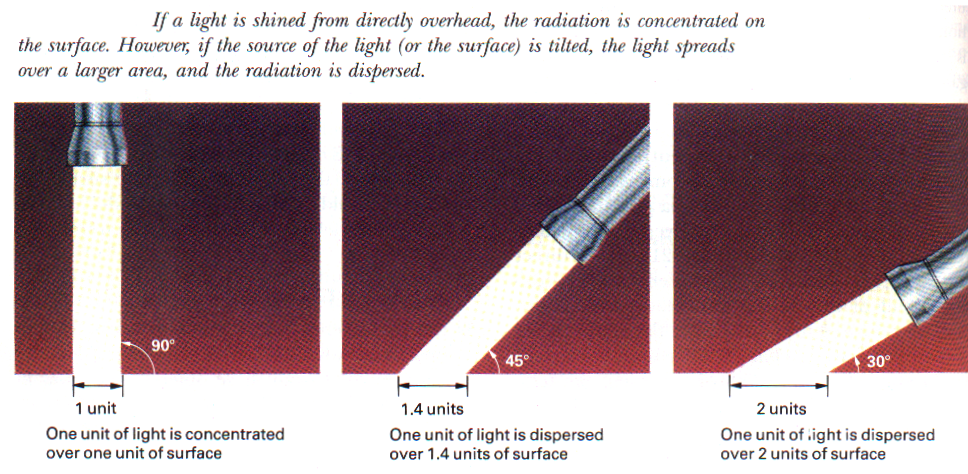 If a light is shined from directly overhead, the radiation is concentrated on
the surface. However, if the source of the light (or the surface) is tilted, the light spreads
over a larger area, and the radiation is dispersed.
90°
45°
30°
1 unit
1.4 units
2 units
One unit of light is concentrated
over one unit of surface
One unit of light is dispersed
over 1.4 units of surface
One unit of light is dispersed
over 2 units of surface